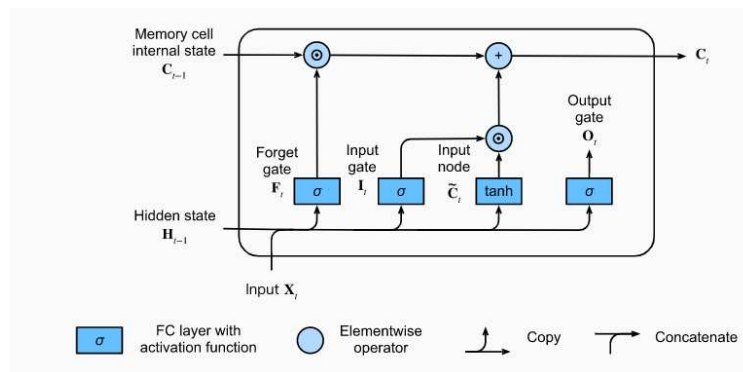 Memory cell
internal state
C_{t−1}
C_t
Output
gate
O_t
Forget
gate
F_t
Input
gate
I_t
Input
node
C̃_t
+
σ
σ
tanh
σ
Hidden state
H_{t−1}
Input X_t
σ
FC layer with
activation function
Elementwise
operator
Copy
Concatenate